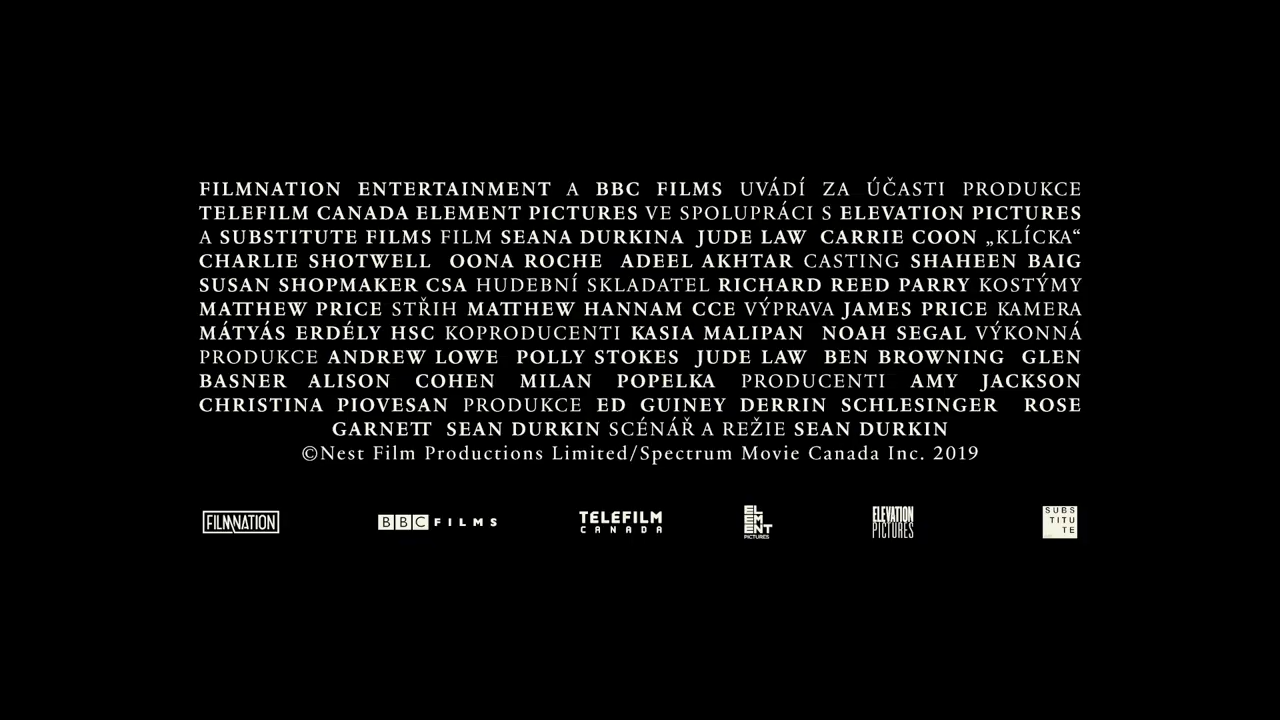 FILMNATION ENTERTAINMENT A BBC FILMS UVÁDÍ ZA ÚČASTI PRODUKCE
TELEFILM CANADA ELEMENT PICTURES VE SPOLUPRÁCI S ELEVATION PICTURES
A SUBSTITUTE FILMS FILM SEANA DURKINA JUDE LAW CARRIE COON „KLÍCKA“
CHARLIE SHOTWELL OONA ROCHE ADEEL AKHTAR CASTING SHAHEEN BAIG
SUSAN SHOPMAKER CSA HUDEBNÍ SKLADATEL RICHARD REED PARRY KOSTÝMY
MATTHEW PRICE STŘIH MATTHEW HANNAM CCE VÝPRAVA JAMES PRICE KAMERA
MÁTYÁS ERDÉLY HSC KOPRODUCENTI KASIA MALIPAN NOAH SEGAL VÝKONNÁ
PRODUKCE ANDREW LOWE POLLY STOKES JUDE LAW BEN BROWNING GLEN
BASNER ALISON COHEN MILAN POPELKA PRODUCENTI AMY JACKSON
CHRISTINA PIOVESAN PRODUKCE ED GUINEY DERRIN SCHLESINGER ROSE
GARNETT SEAN DURKIN SCÉNÁŘ A REŽIE SEAN DURKIN
©Nest Film Productions Limited/Spectrum Movie Canada Inc. 2019
FILMNATION
BBC FILMS
TELEFILM
CANADA
ELEMENT
PICTURES
ELEVATION
PICTURES
SUBS
TITU
TE